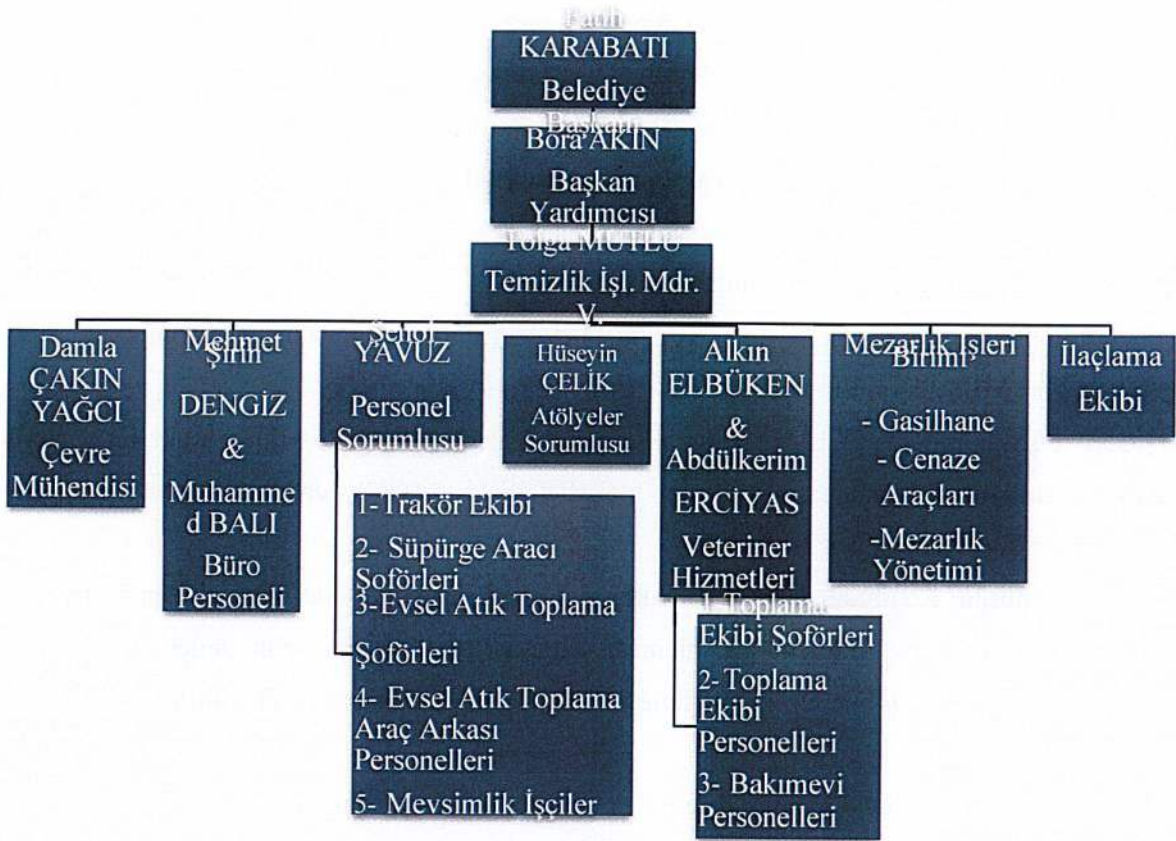 Fatih
KARABATI
Belediye
Başkanı
Bora AKIN
Başkan
Yardımcısı
Tolga MUTLU
Temizlik İşl. Mdr.
V.
Damla
ÇAKIN
YAĞCI
Çevre
Mühendisi
Mehmet
Şirin
DENGİZ
&
Muhamme
d BALI
Büro
Personeli
Şenol
YAVUZ
Personel
Sorumlusu
1-Trakör Ekibi
2- Süpürge Aracı
Şoförleri
3-Evsel Atık Toplama
Şoförleri
4- Evsel Atık Toplama
Araç Arkası
Personelleri
5- Mevsimlik İşçiler
Hüseyin
ÇELİK
Atölyeler
Sorumlusu
Alkın
ELBÜKEN
&
Abdülkerim
ERCİYAS
Veteriner
Hizmetleri
1-Toplama
Ekibi Şoförleri
2- Toplama
Ekibi
Personelleri
3- Bakımevi
Personelleri
Mezarlık İşleri
Birimi
- Gasilhane
- Cenaze
Araçları
-Mezarlık
Yönetimi
İlaçlama
Ekibi